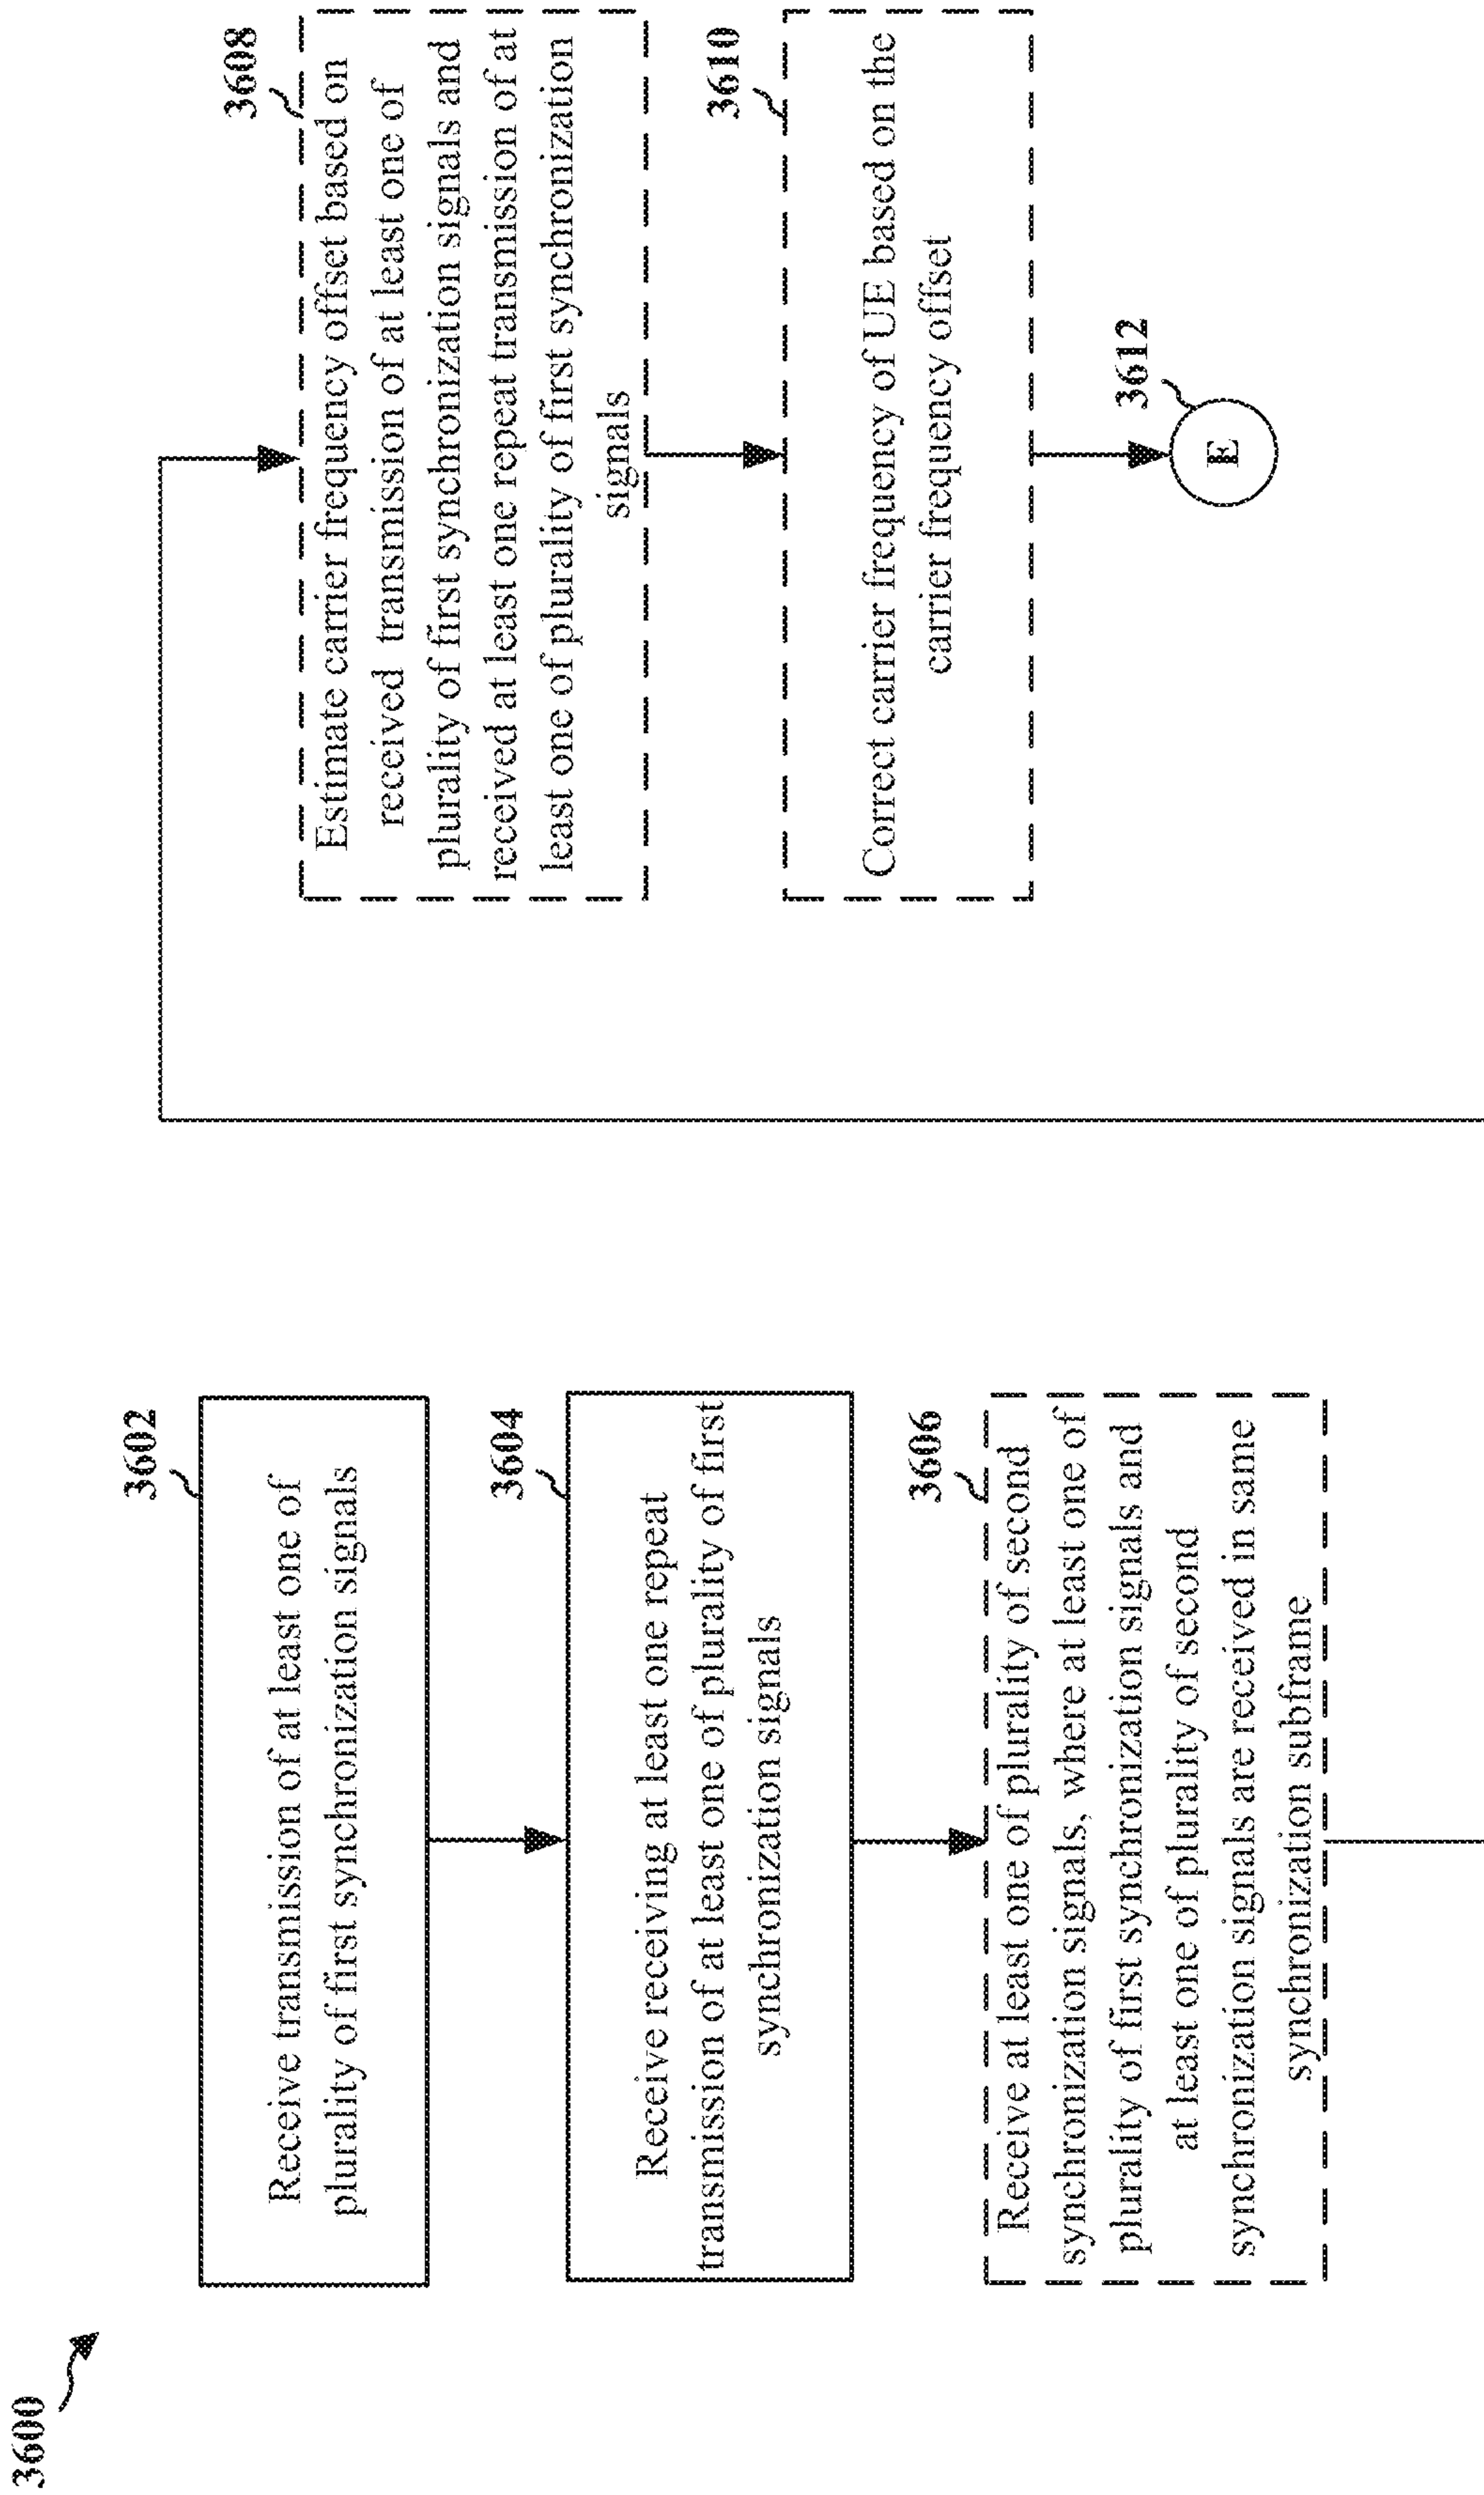 3600
3602
Receive transmission of at least one of
plurality of first synchronization signals
3604
Receive receiving at least one repeat
transmission of at least one of plurality of first
synchronization signals
3606
Receive at least one of plurality of second
synchronization signals, where at least one of
plurality of first synchronization signals and
at least one of plurality of second
synchronization signals are received in same
synchronization subframe
3608
Estimate carrier frequency offset based on
received transmission of at least one of
plurality of first synchronization signals and
received at least one repeat transmission of at
least one of plurality of first synchronization
signals
3610
Correct carrier frequency of UE based on the
carrier frequency offset
3612
E